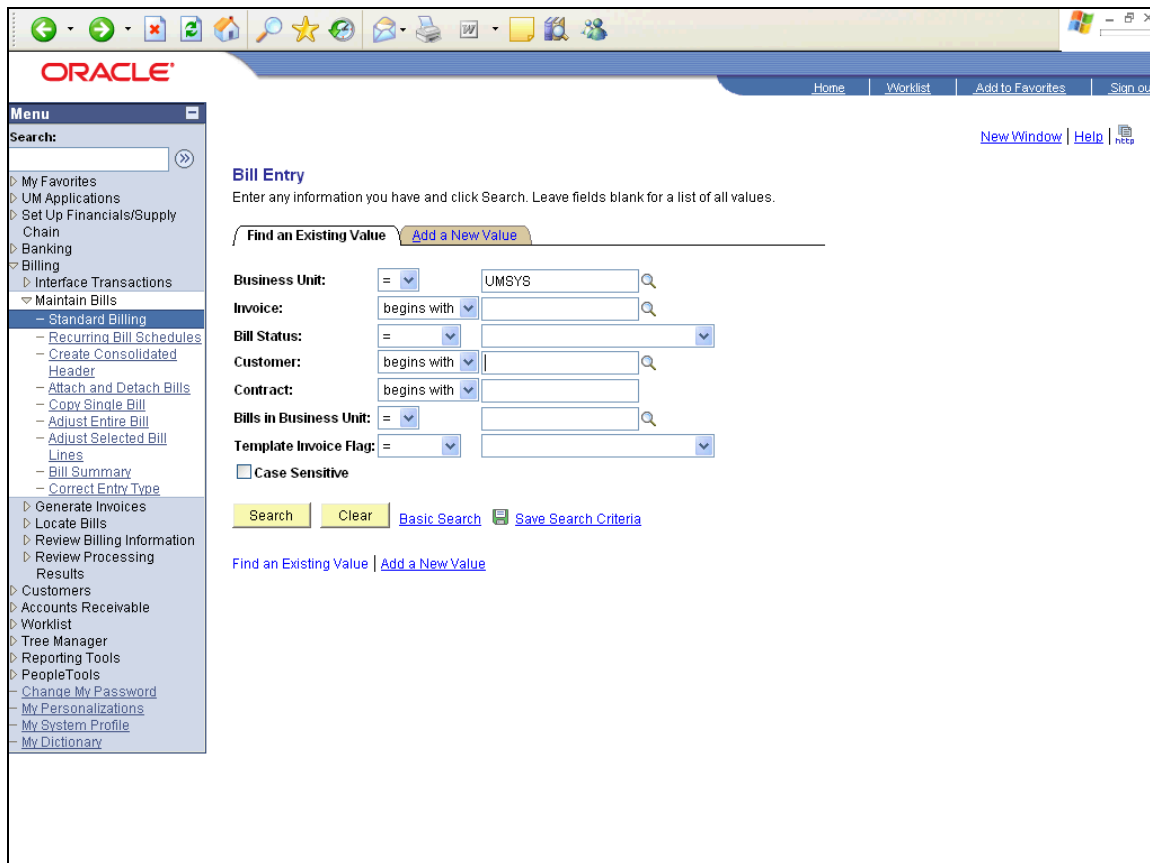 ORACLE
Home Worklist Add to Favorites Sign ou
Menu
Search:
New Window | Help | http
My Favorites
UM Applications
Set Up Financials/Supply
Chain
Banking
Billing
Interface Transactions
Maintain Bills
– Standard Billing
– Recurring Bill Schedules
– Create Consolidated
Header
– Attach and Detach Bills
– Copy Single Bill
– Adjust Entire Bill
– Adjust Selected Bill
Lines
– Bill Summary
– Correct Entry Type
Generate Invoices
Locate Bills
Review Billing Information
Review Processing
Results
Customers
Accounts Receivable
Worklist
Tree Manager
Reporting Tools
PeopleTools
– Change My Password
– My Personalizations
– My System Profile
– My Dictionary
Bill Entry
Enter any information you have and click Search. Leave fields blank for a list of all values.
Find an Existing Value Add a New Value
Business Unit: = UMSYS
Invoice: begins with
Bill Status: =
Customer: begins with
Contract: begins with
Bills in Business Unit: =
Template Invoice Flag: =
Case Sensitive
Search Clear Basic Search Save Search Criteria
Find an Existing Value | Add a New Value